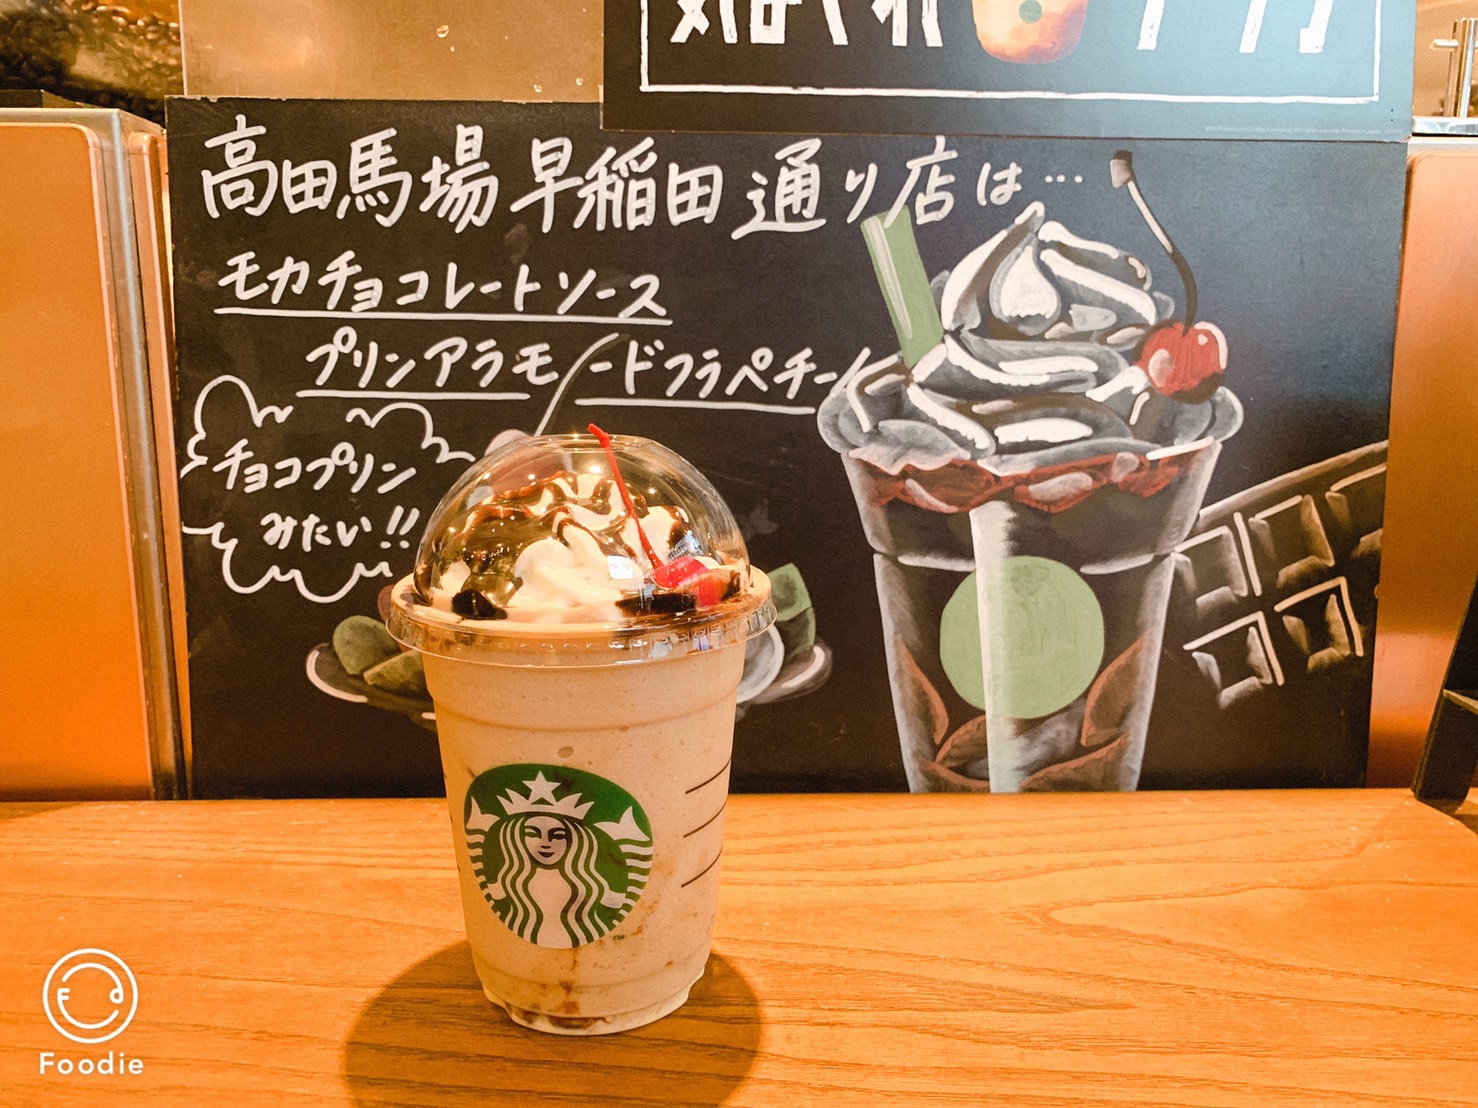 高田馬場早稲田通り店は…
モカチョコレートソース
プリンアラモードフラペチーノ
チョコプリン
みたい!!
Foodie